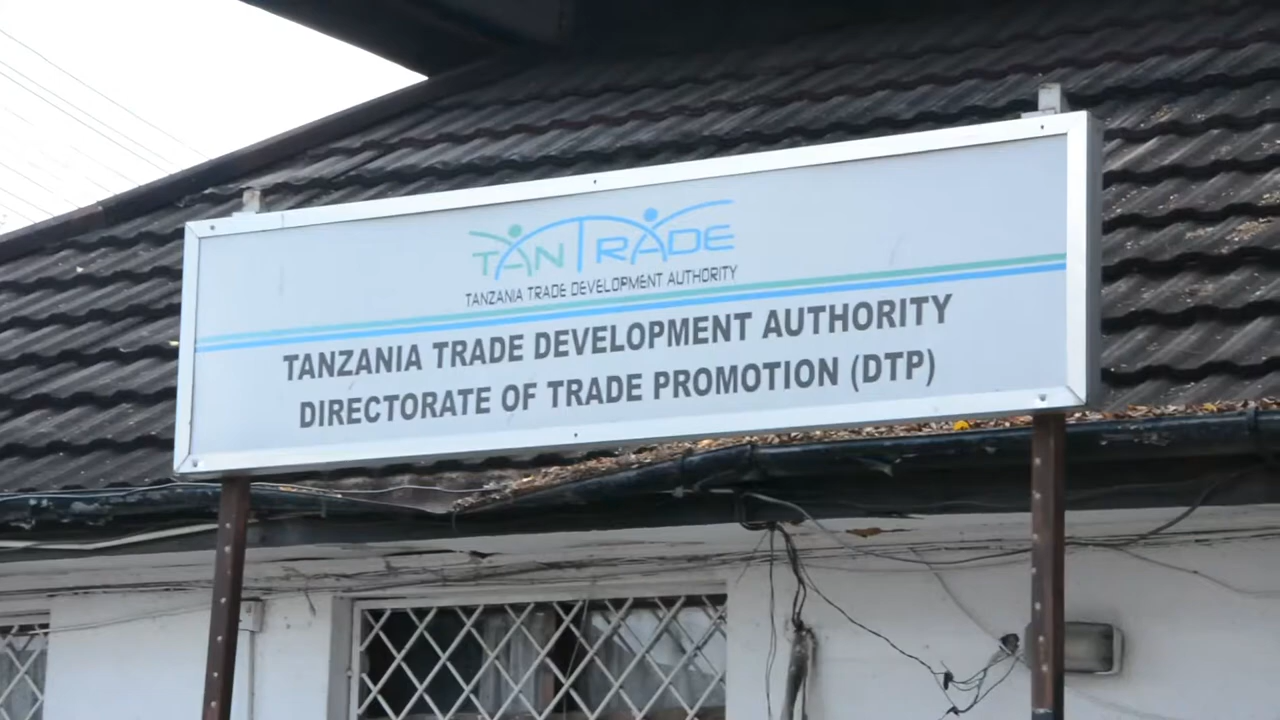 TANTRADE
TANZANIA TRADE DEVELOPMENT AUTHORITY
TANZANIA TRADE DEVELOPMENT AUTHORITY
DIRECTORATE OF TRADE PROMOTION (DTP)